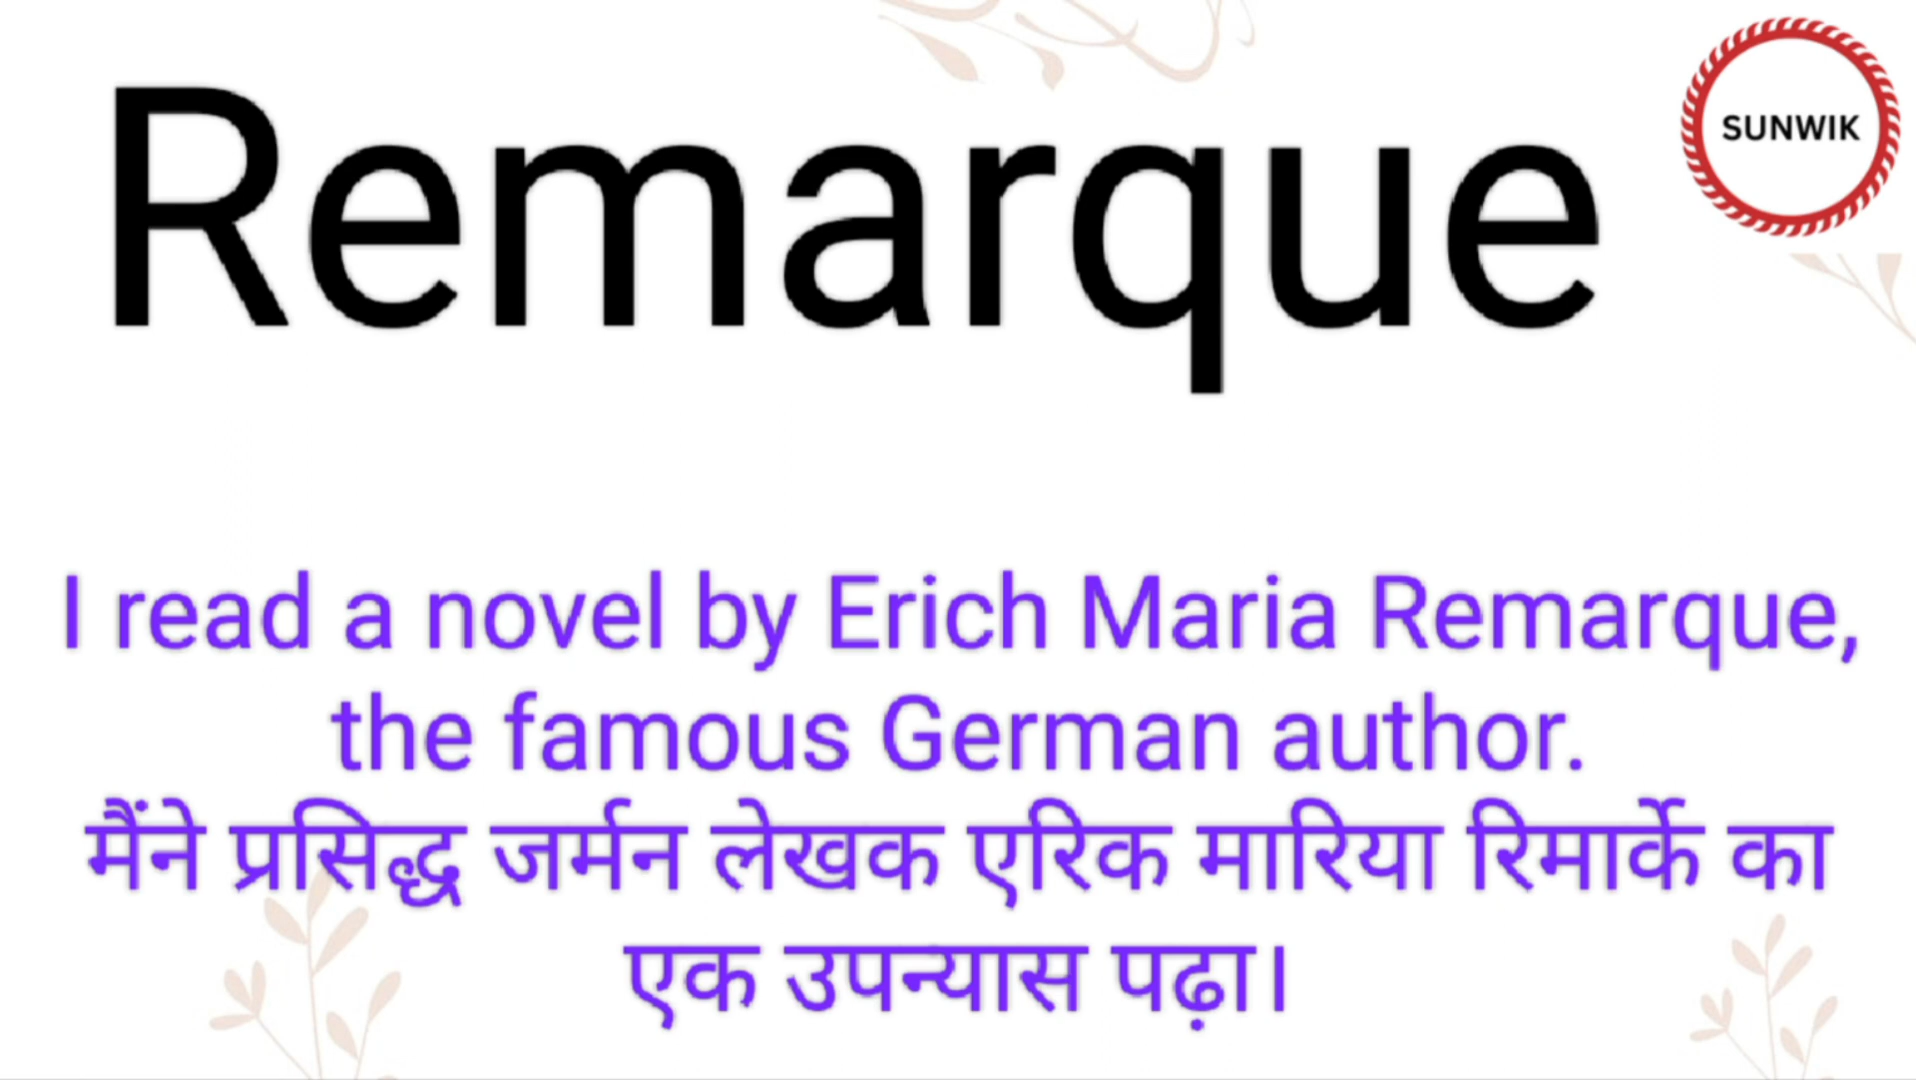 Remarque
SUNWIK
I read a novel by Erich Maria Remarque,
the famous German author.
मैंने प्रसिद्ध जर्मन लेखक एरिक मारिया रिमार्के का
एक उपन्यास पढ़ा।